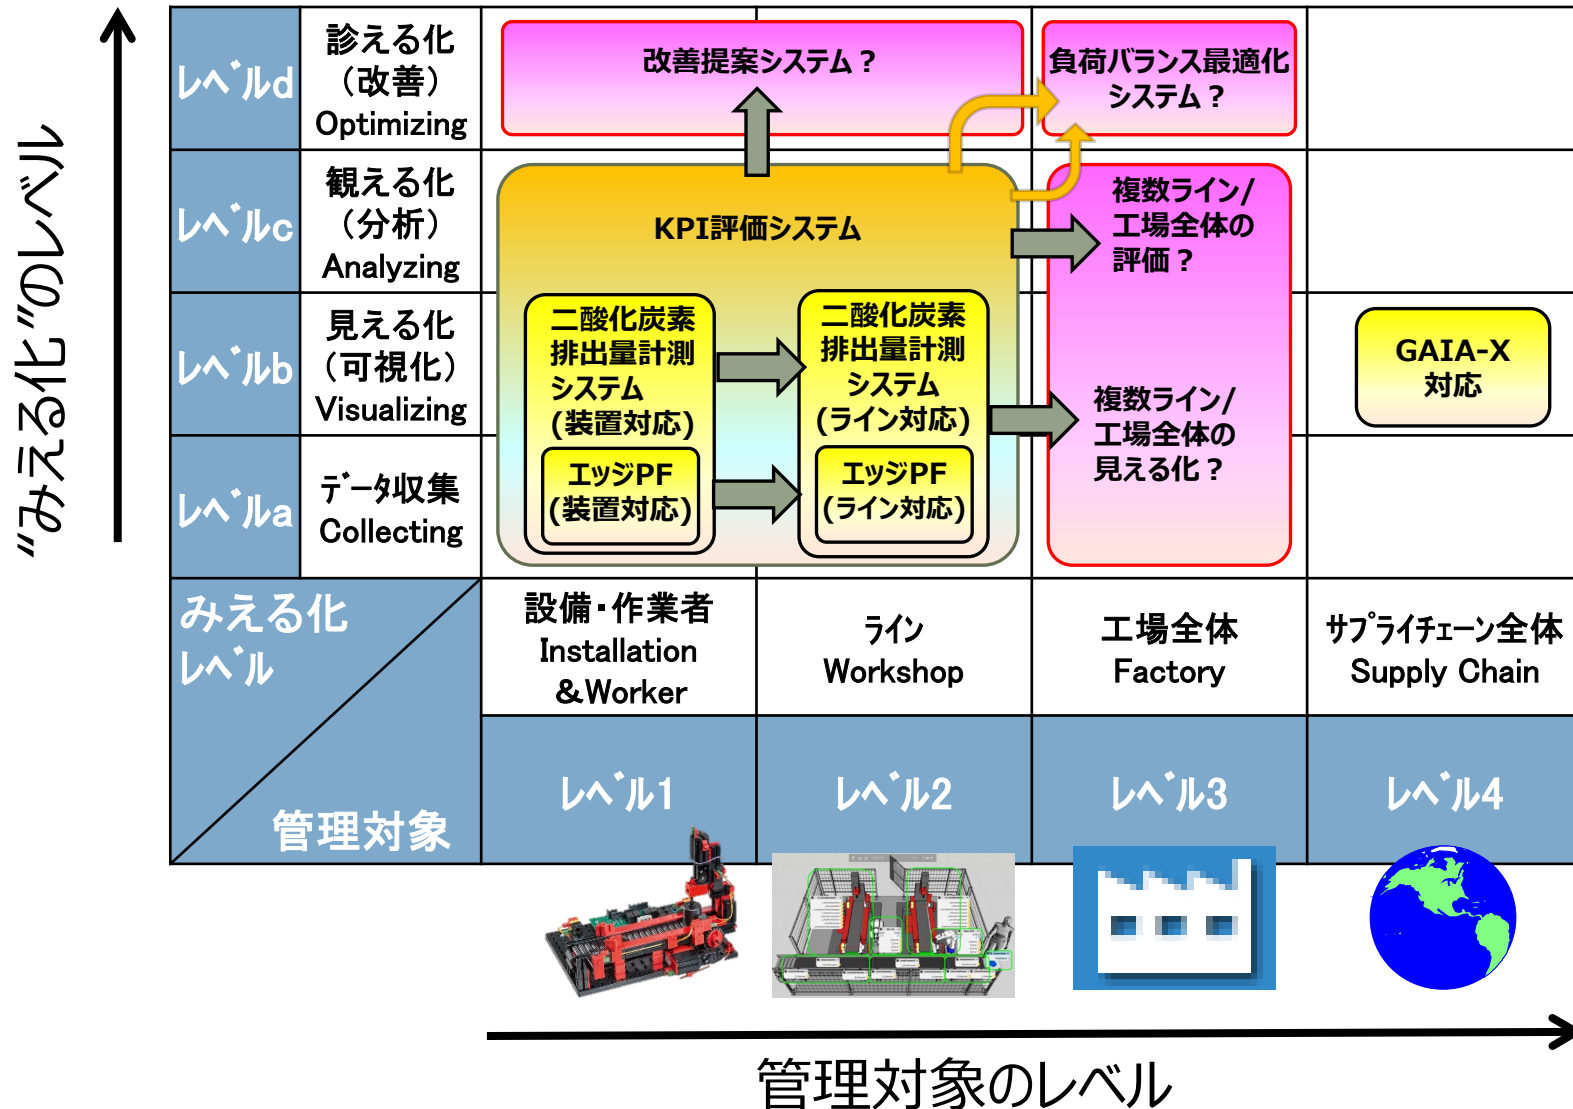 “みえる化”のレベル
レベルd
診える化
（改善）
Optimizing
改善提案システム？
負荷バランス最適化
システム？
レベルc
観える化
（分析）
Analyzing
KPI評価システム
複数ライン/
工場全体の
評価？
レベルb
見える化
（可視化）
Visualizing
二酸化炭素
排出量計測
システム
(装置対応)
二酸化炭素
排出量計測
システム
(ライン対応)
複数ライン/
工場全体の
見える化？
GAIA-X
対応
レベルa
データ収集
Collecting
エッジPF
(装置対応)
エッジPF
(ライン対応)
みえる化
レベル
管理対象
設備・作業者
Installation
&Worker
ライン
Workshop
工場全体
Factory
サプライチェーン全体
Supply Chain
レベル1
レベル2
レベル3
レベル4
管理対象のレベル